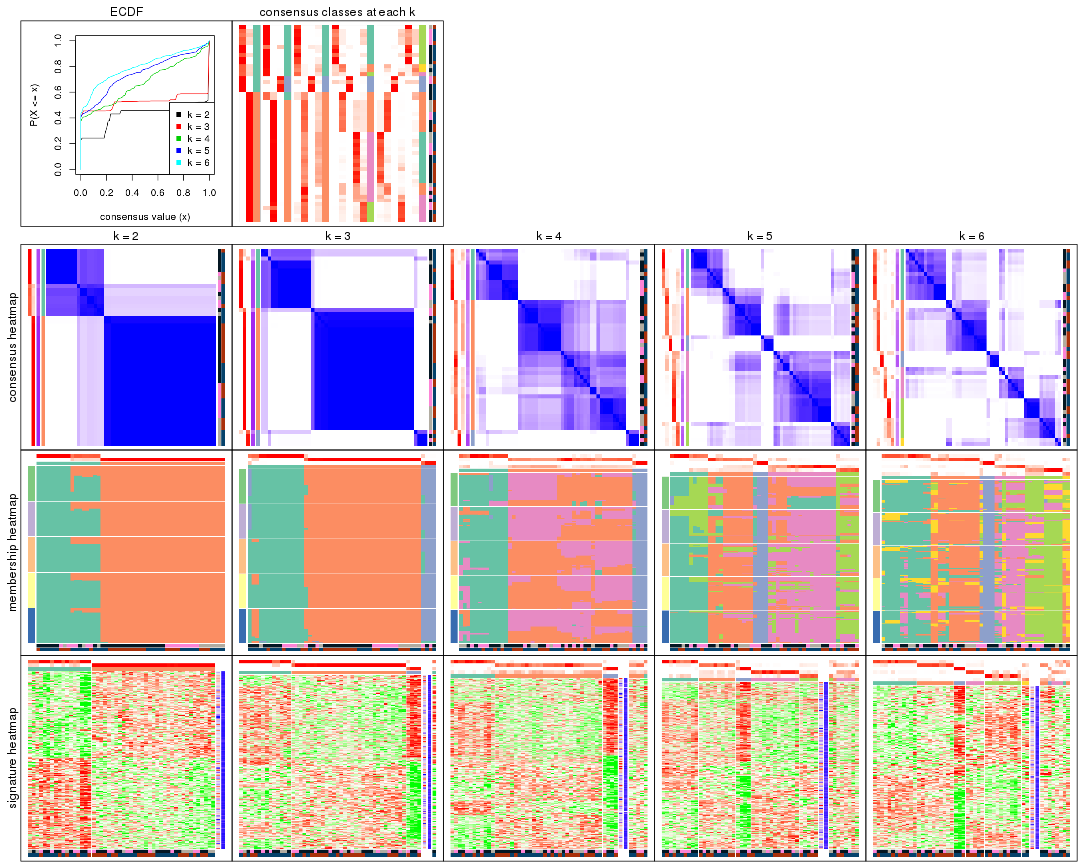 ECDF
consensus classes at each k
P(X <= x)
0.0 0.2 0.4 0.6 0.8 1.0
k = 2
k = 3
k = 4
k = 5
k = 6
0.0 0.2 0.4 0.6 0.8 1.0
consensus value (x)
k = 2
k = 3
k = 4
k = 5
k = 6
consensus heatmap
membership heatmap
signature heatmap